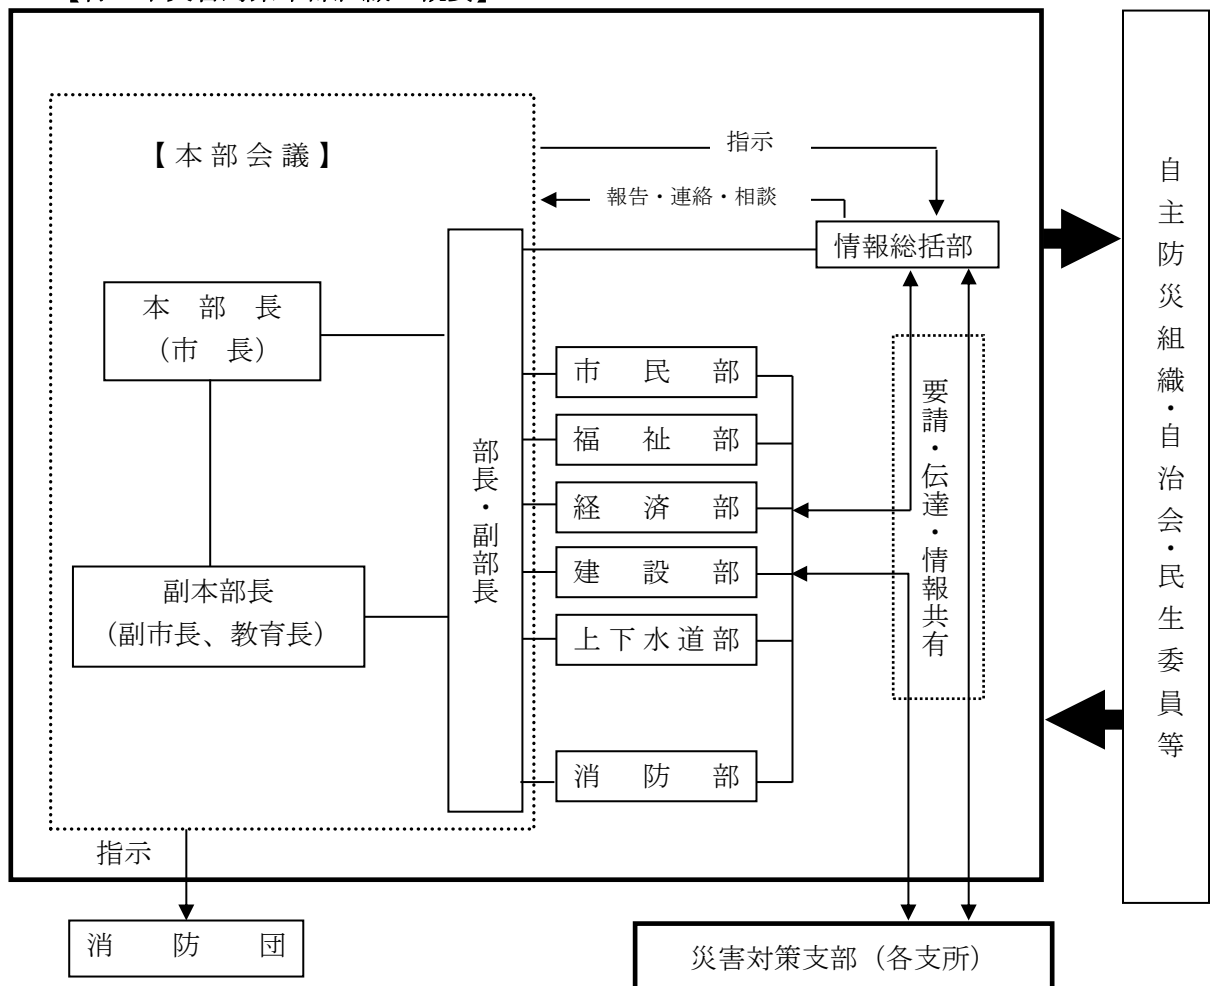 【本部会議】
指示
報告・連絡・相談
情報総括部
本部長
（市長）
副本部長
（副市長、教育長）
部長・副部長
市民部
福祉部
経済部
建設部
上下水道部
消防部
要請・伝達・情報共有
自主防災組織・自治会・民生委員等
指示
消防団
災害対策支部（各支所）